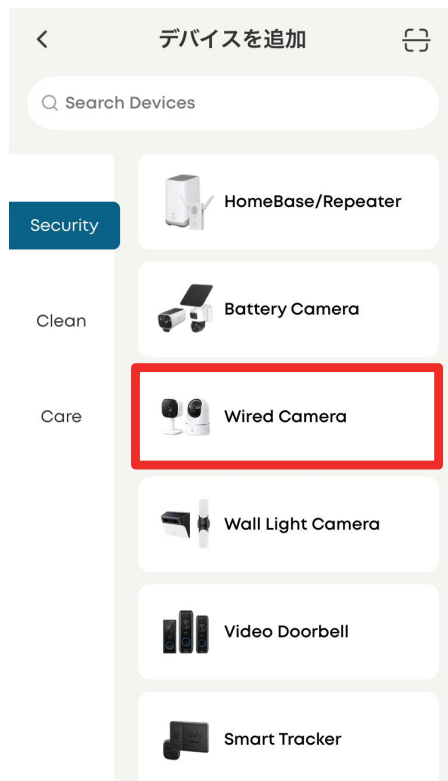 デバイスを追加
Search Devices
Security
Clean
Care
HomeBase/Repeater
Battery Camera
Wired Camera
Wall Light Camera
Video Doorbell
Smart Tracker